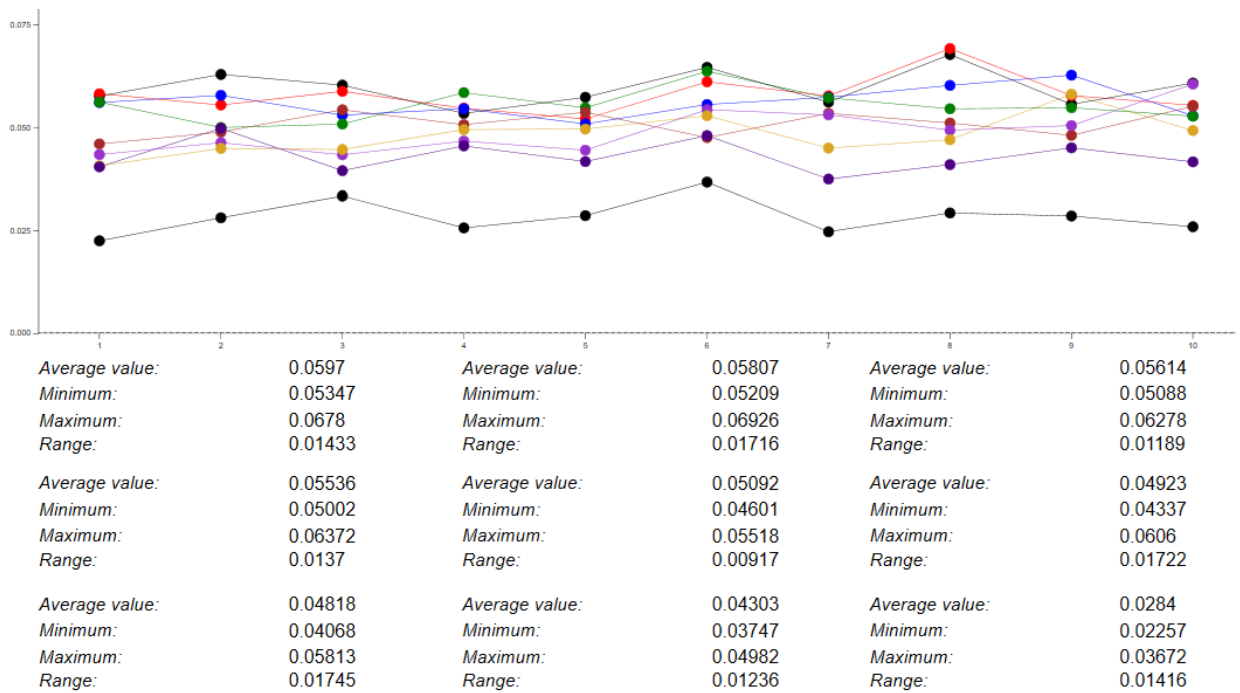 0.075
0.050
0.025
0.000
1 2 3 4 5 6 7 8 9 10
Average value: 0.0597 Average value: 0.05807 Average value: 0.05614
Minimum: 0.05347 Minimum: 0.05209 Minimum: 0.05088
Maximum: 0.0678 Maximum: 0.06926 Maximum: 0.06278
Range: 0.01433 Range: 0.01716 Range: 0.01189
Average value: 0.05536 Average value: 0.05092 Average value: 0.04923
Minimum: 0.05002 Minimum: 0.04601 Minimum: 0.04337
Maximum: 0.06372 Maximum: 0.05518 Maximum: 0.0606
Range: 0.0137 Range: 0.00917 Range: 0.01722
Average value: 0.04818 Average value: 0.04303 Average value: 0.0284
Minimum: 0.04068 Minimum: 0.03747 Minimum: 0.02257
Maximum: 0.05813 Maximum: 0.04982 Maximum: 0.03672
Range: 0.01745 Range: 0.01236 Range: 0.01416